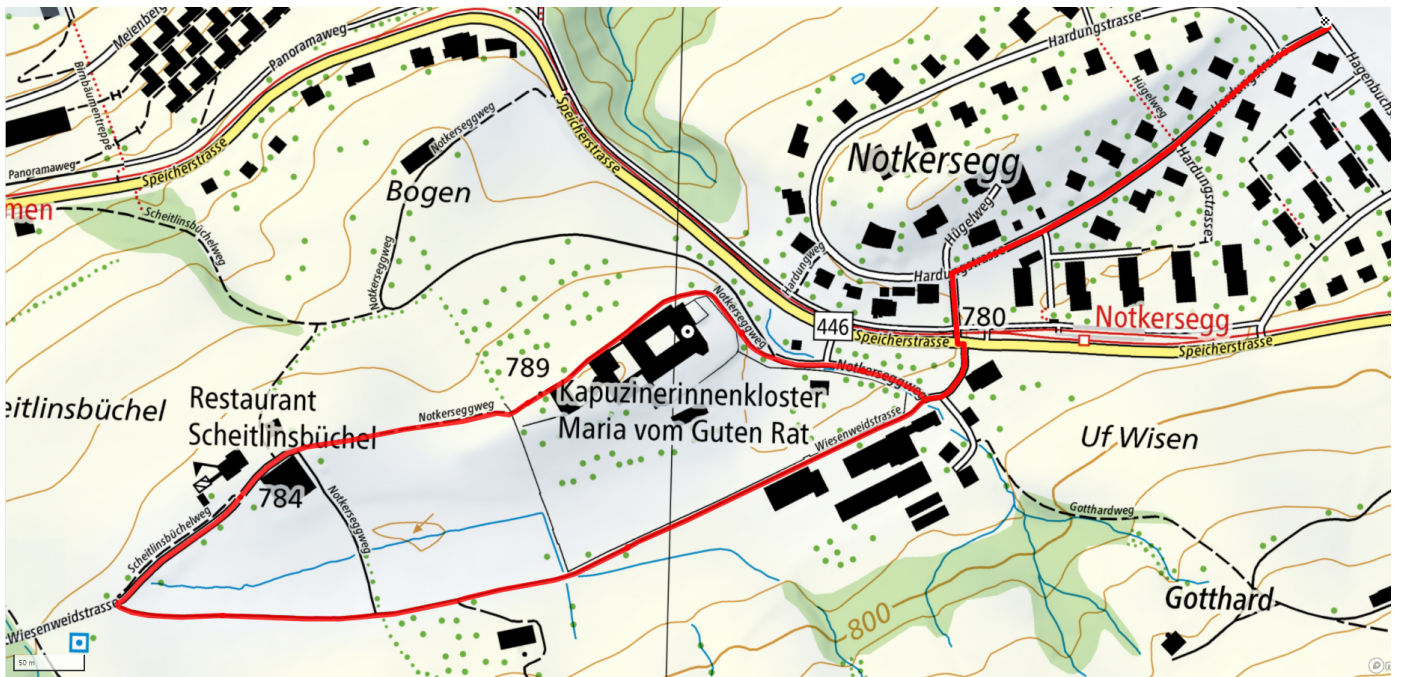 Meienberg
Panoramaweg
Birnbäumentreppe
Panoramaweg
Speicherstrasse
men
Scheitlinsbüchelweg
Bogen
Notkerseggweg
Notkerseggweg
Speicherstrasse
Hardungstrasse
Hügelweg
Hardungstrasse
Hagenbuchs
Notkersegg
Hardungstrasse
Hügelweg
Hardungweg
Hardungstrasse
780
Notkersegg
446
Speicherstrasse
Speicherstrasse
Notkerseggweg
Notkerseggweg
789
Kapuzinerinnenkloster
Maria vom Guten Rat
Wiesenweidstrasse
Uf Wisen
eitlinsbüchel
Restaurant
Scheitlinsbüchel
Notkerseggweg
784
Notkerseggweg
Scheitlinsbüchelweg
Wiesenweidstrasse
Gotthardweg
Gotthard
800
50 m